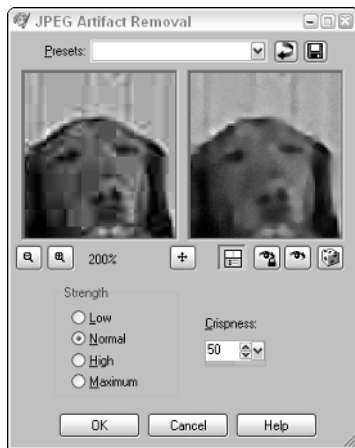 JPEG Artifact Removal
Presets:
200%
Strength
Low
Normal
High
Maximum
Crispness:
50
OK Cancel Help